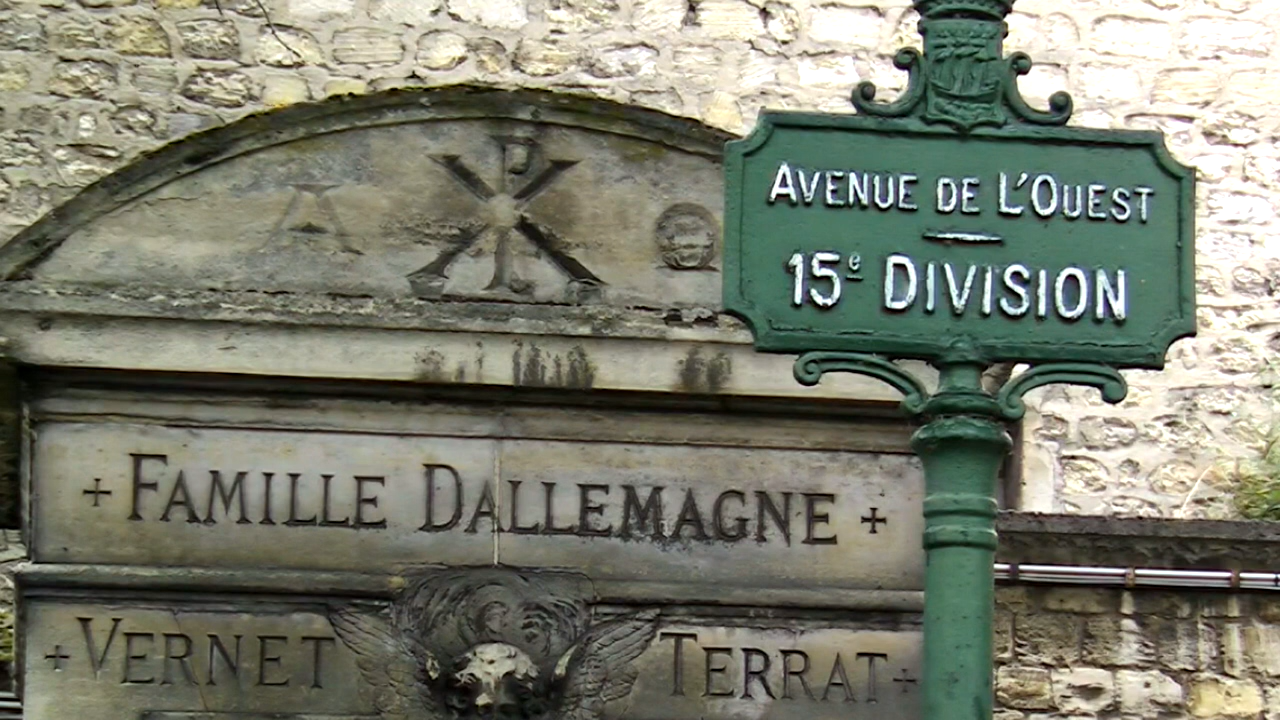 AVENUE DE L'OUEST
15e DIVISION
A ☧ Ω
+ FAMILLE DALLEMAGNE +
+ VERNET
TERRAT +